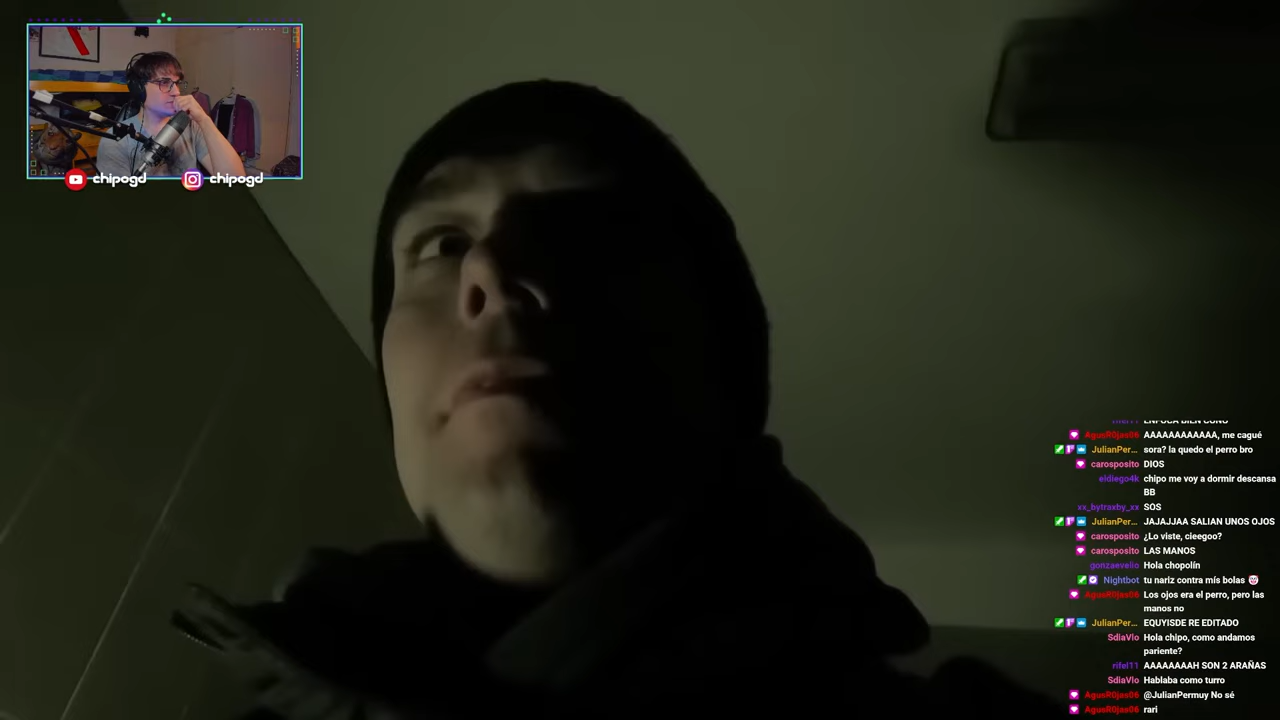 chipogd
chipogd
AgusR0jas06 AAAAAAAAAAAA, me cagué
JulianPer... sora? la quedo el perro bro
carosposito DIOS
eldiego4k chipo me voy a dormir descansa
BB
xx_bytraxby_xx SOS
JulianPer... JAJAJJAA SALIAN UNOS OJOS
carosposito ¿Lo viste, cieegoo?
carosposito LAS MANOS
gonzaevelio Hola chopolín
Nightbot tu nariz contra mís bolas
AgusR0jas06 Los ojos era el perro, pero las
manos no
JulianPer... EQUYISDE RE EDITADO
SdiaVlo Hola chipo, como andamos
pariente?
rifel11 AAAAAAAAH SON 2 ARAÑAS
SdiaVlo Hablaba como turro
AgusR0jas06 @JulianPermuy No sé
AgusR0jas06 rari